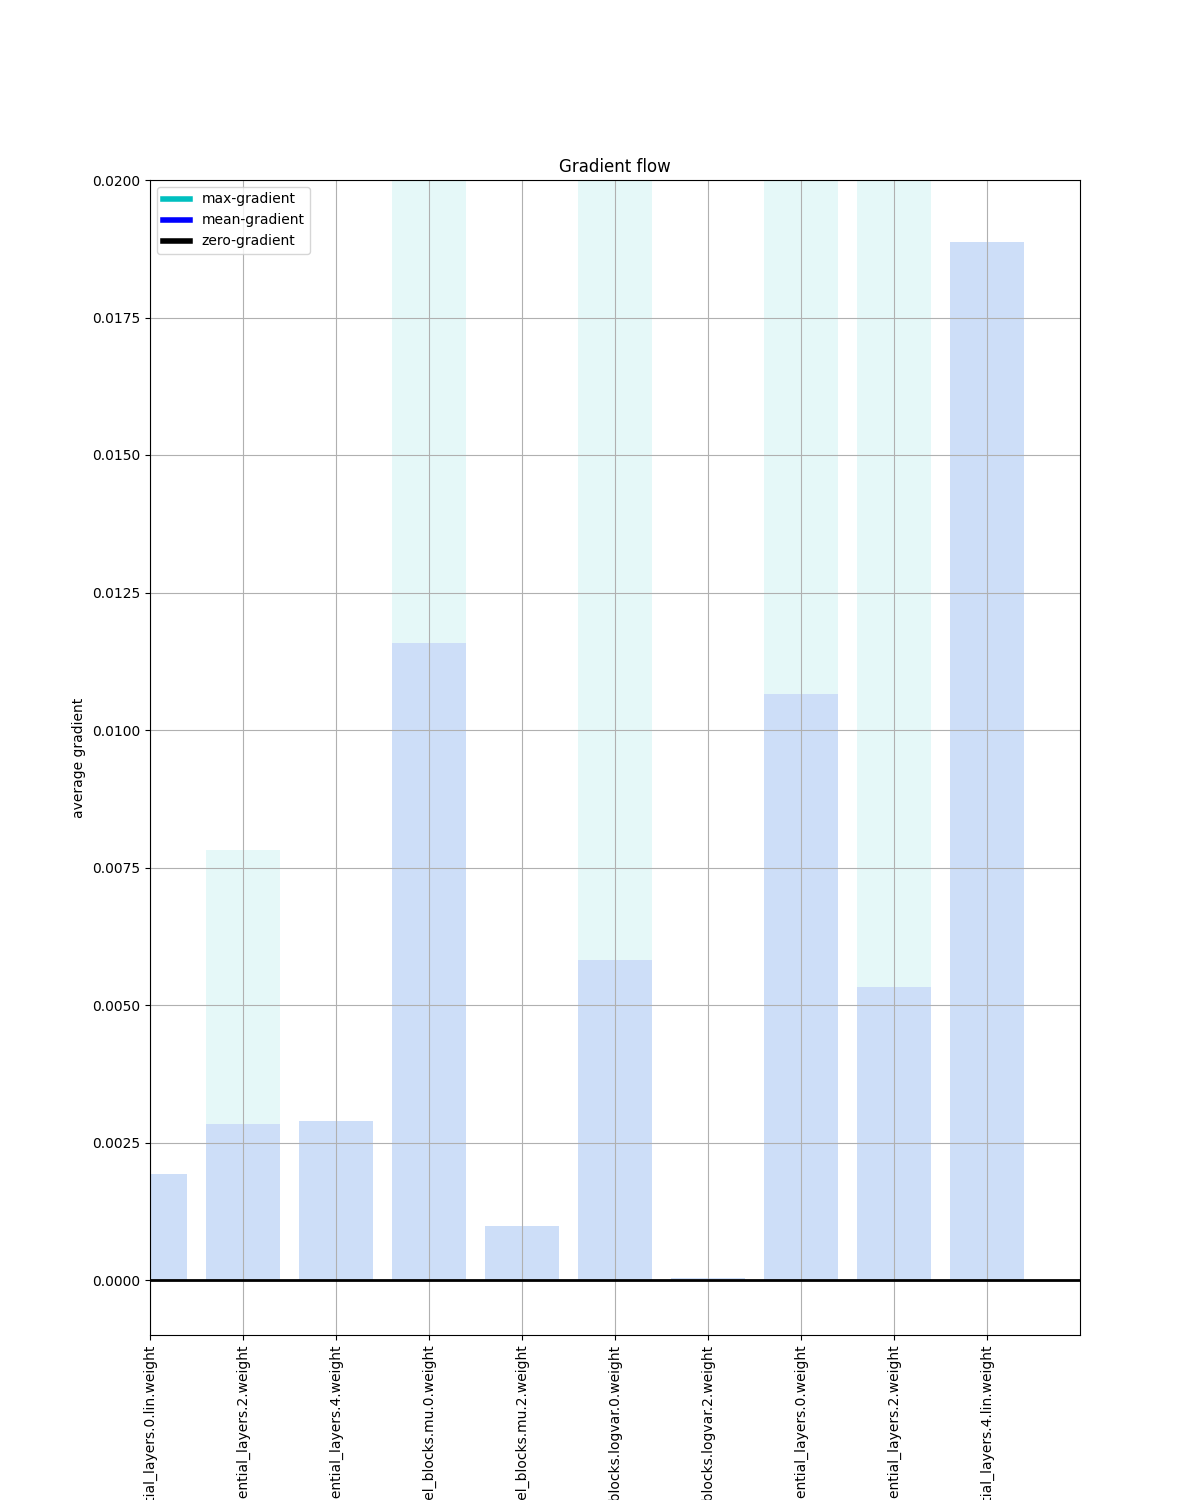 Gradient flow
max-gradient
mean-gradient
zero-gradient
0.0200
0.0175
0.0150
0.0125
0.0100
0.0075
0.0050
0.0025
0.0000
average gradient
tial_layers.0.lin.weight
ential_layers.2.weight
ential_layers.4.weight
el_blocks.mu.0.weight
el_blocks.mu.2.weight
blocks.logvar.0.weight
blocks.logvar.2.weight
ential_layers.0.weight
ential_layers.2.weight
tial_layers.4.lin.weight